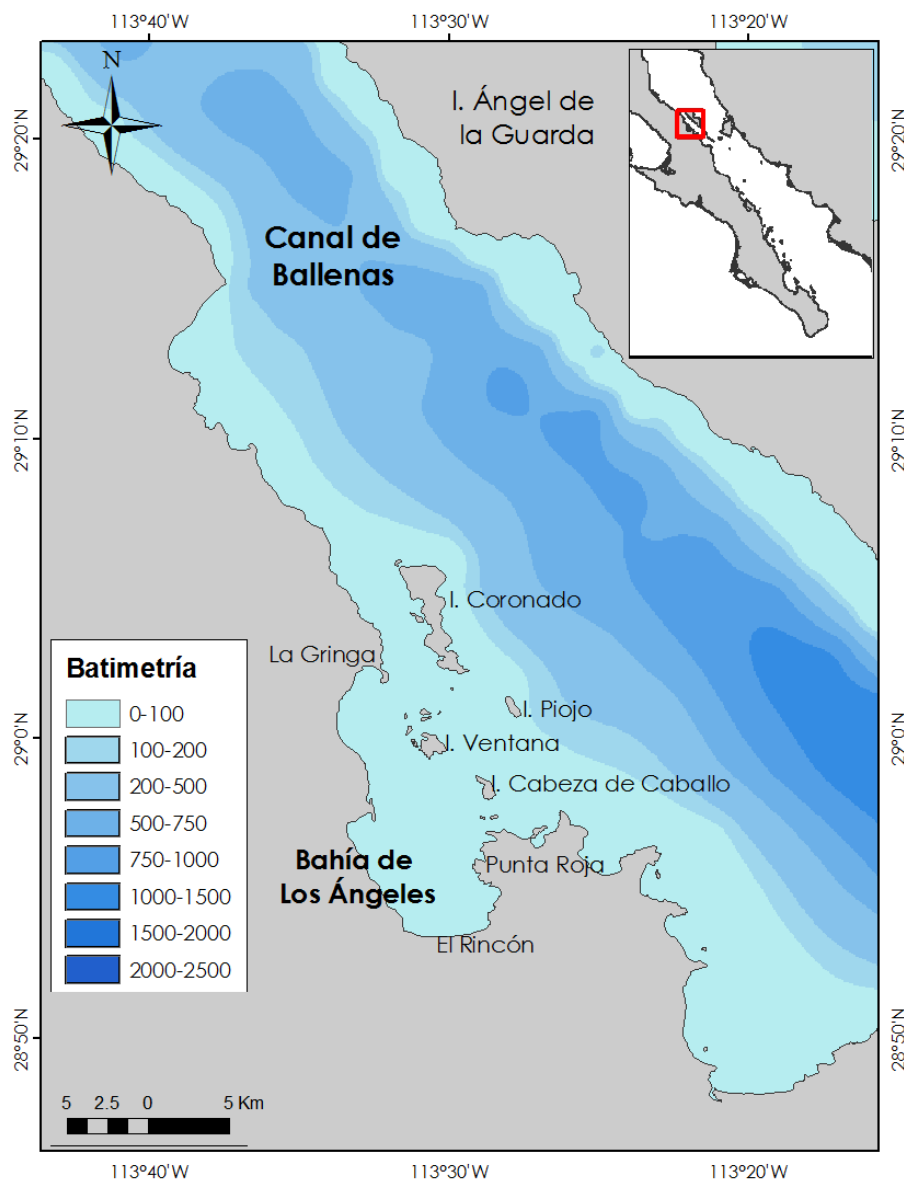 113°40'W 113°30'W 113°20'W
N
I. Ángel de
la Guarda
29°20'N 29°20'N
Canal de
Ballenas
29°10'N 29°10'N
I. Coronado
La Gringa
Batimetría
0-100
100-200
200-500
500-750
750-1000
1000-1500
1500-2000
2000-2500
I. Piojo
29°0'N 29°0'N
I. Ventana
I. Cabeza de Caballo
Bahía de
Los Ángeles
Punta Roja
El Rincón
28°50'N 28°50'N
5 2.5 0 5 Km
113°40'W 113°30'W 113°20'W